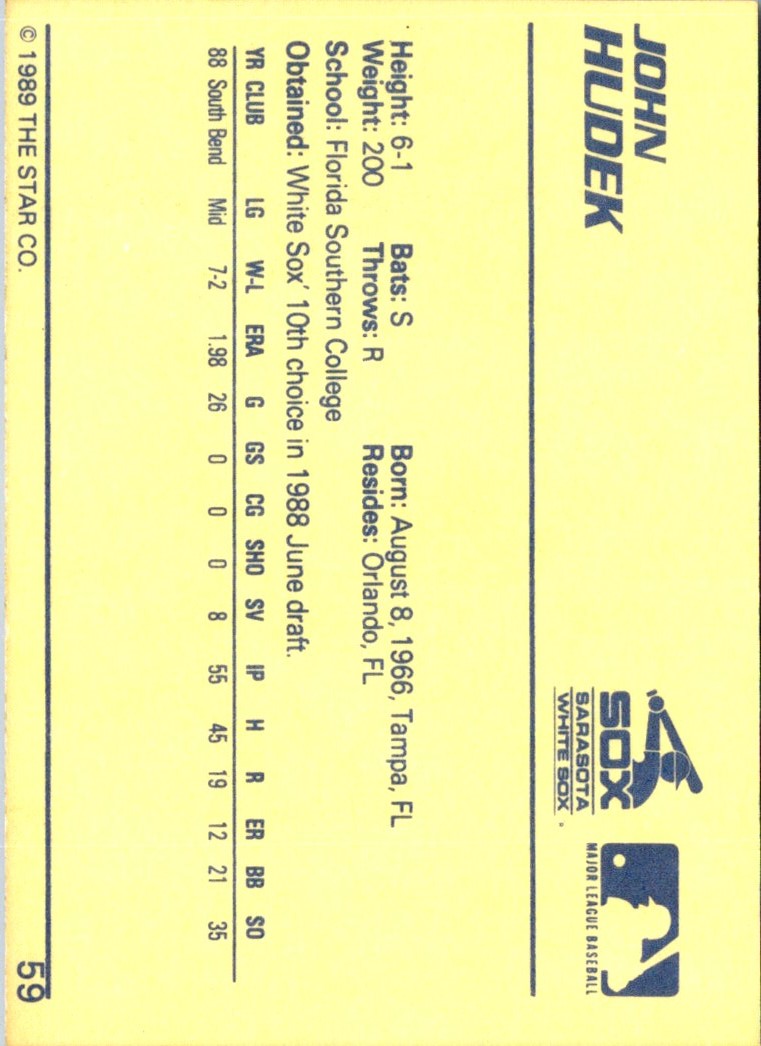 JOHN
HUDEK
SOX
SARASOTA
WHITE SOX
MAJOR LEAGUE BASEBALL
Height: 6-1 Bats: S Born: August 8, 1966, Tampa, FL
Weight: 200 Throws: R Resides: Orlando, FL
School: Florida Southern College
Obtained: White Sox' 10th choice in 1988 June draft.
YR CLUB LG W-L ERA G GS CG SHO SV IP H R ER BB SO
88 South Bend Mid 7-2 1.98 26 0 0 0 8 55 45 19 12 21 35
© 1989 THE STAR CO. 59